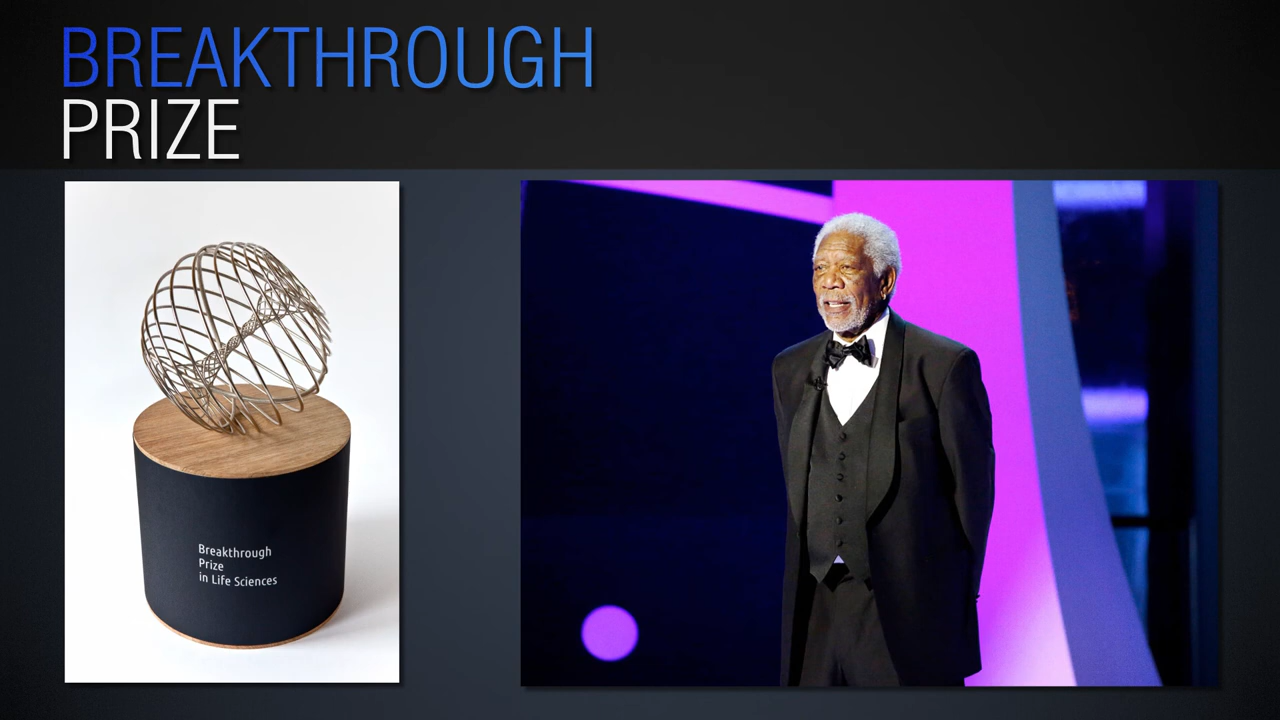 BREAKTHROUGH
PRIZE
Breakthrough
Prize
in Life Sciences